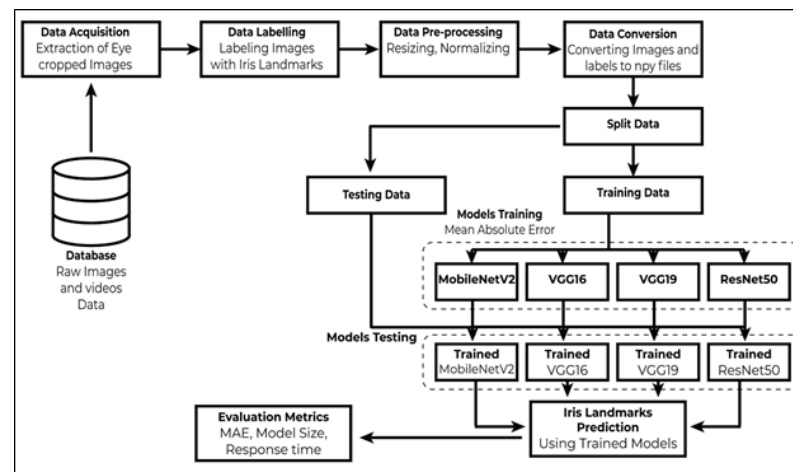 Data Acquisition
Extraction of Eye
cropped Images
Data Labelling
Labeling Images
with Iris Landmarks
Data Pre-processing
Resizing, Normalizing
Data Conversion
Converting Images and
labels to npy files
Split Data
Testing Data
Training Data
Database
Raw Images
and videos
Data
Models Training
Mean Absolute Error
MobileNetV2
VGG16
VGG19
ResNet50
Models Testing
Trained
MobileNetV2
Trained
VGG16
Trained
VGG19
Trained
ResNet50
Iris Landmarks
Prediction
Using Trained Models
Evaluation Metrics
MAE, Model Size,
Response time